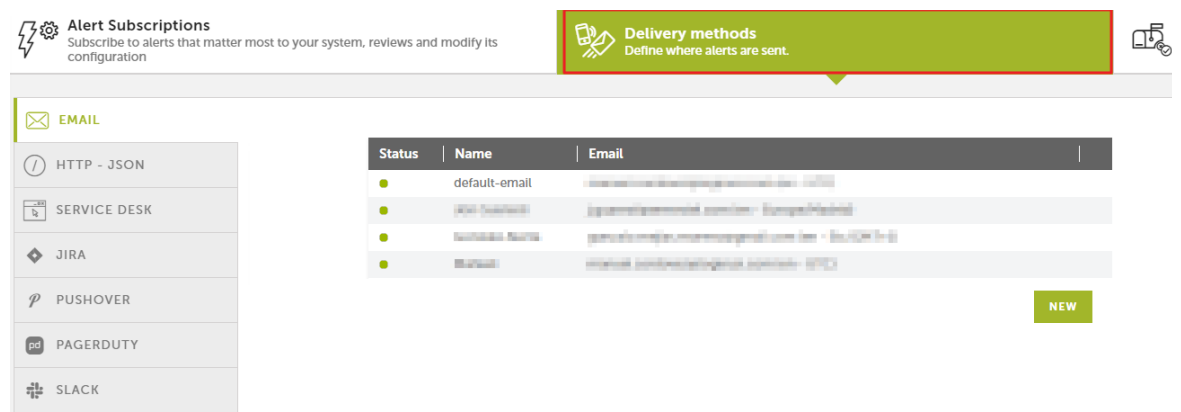 Alert Subscriptions
Subscribe to alerts that matter most to your system, reviews and modify its
configuration
Delivery methods
Define where alerts are sent.
EMAIL
HTTP - JSON
SERVICE DESK
JIRA
PUSHOVER
PAGERDUTY
SLACK
Status Name Email
default-email
NEW